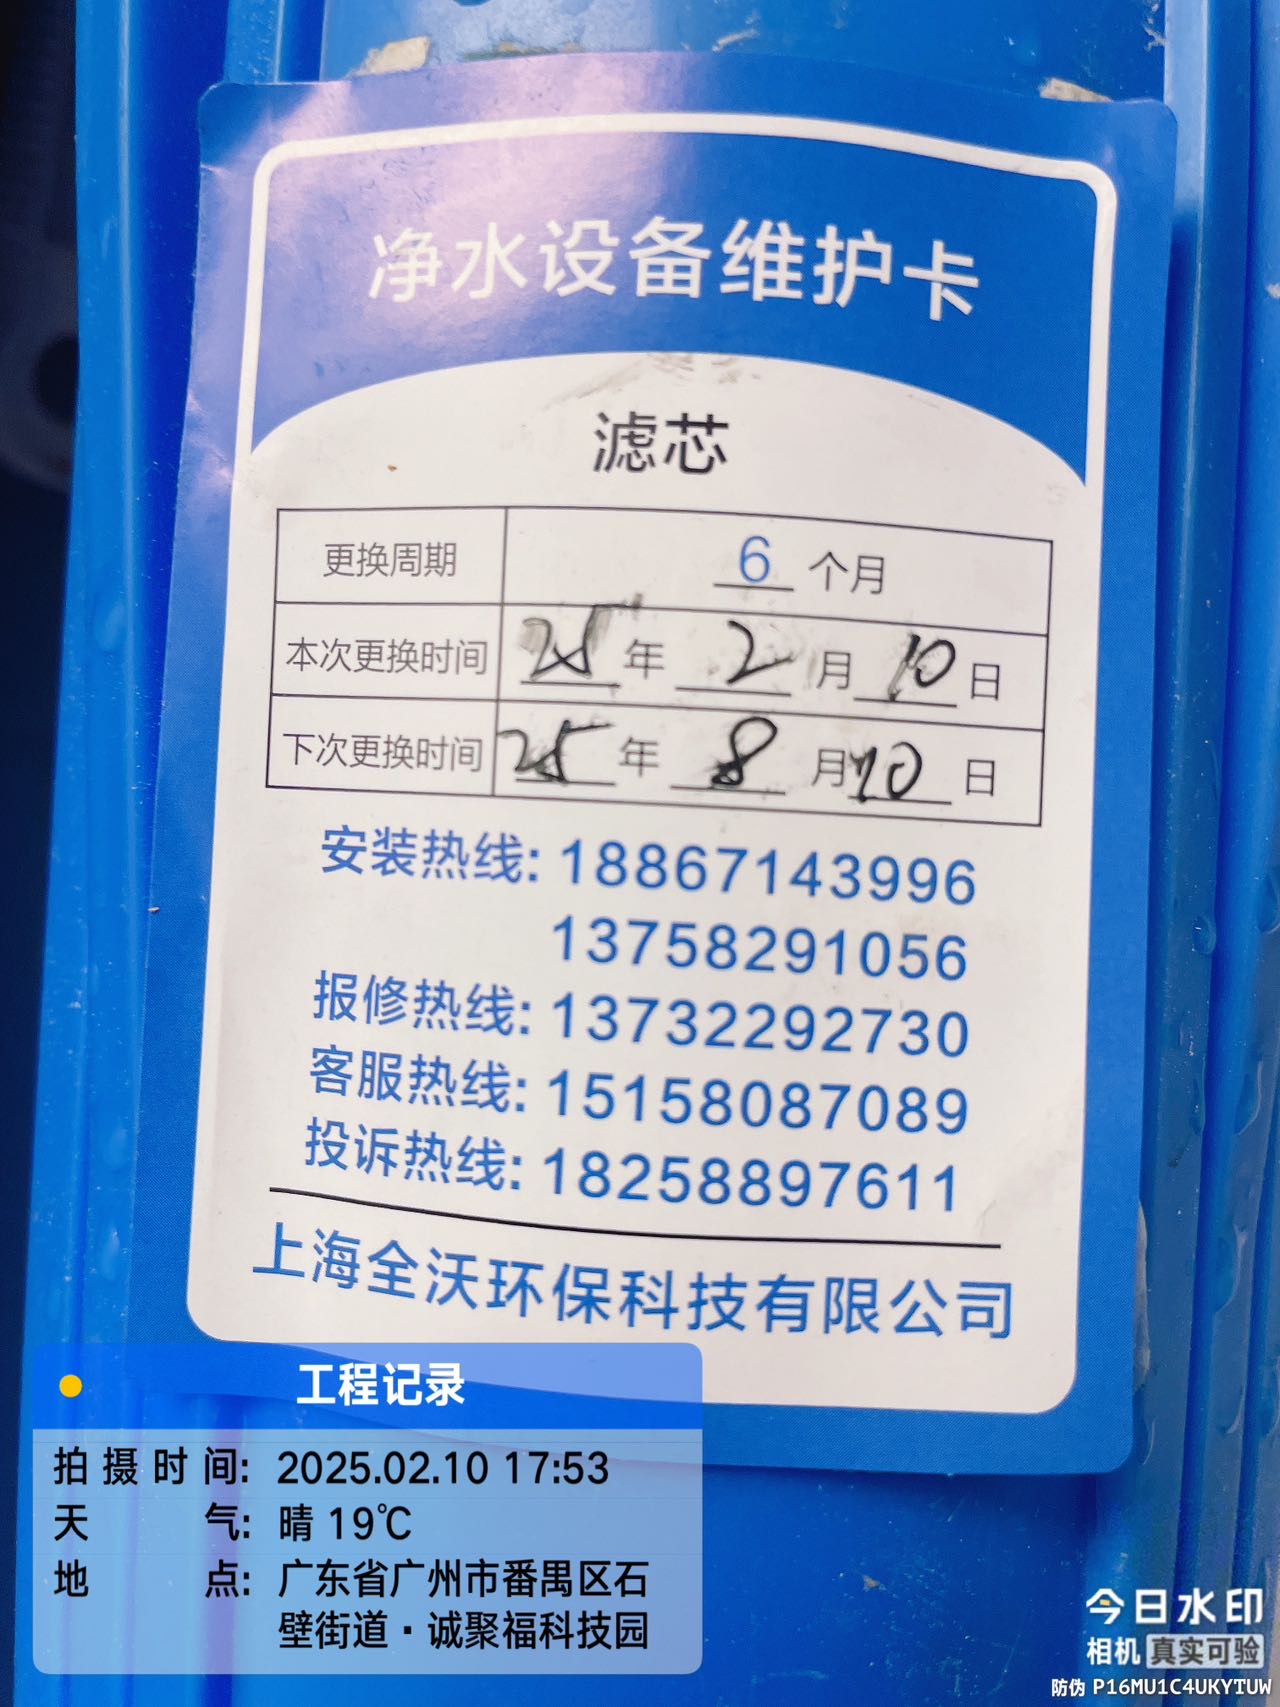 净水设备维护卡
滤芯
更换周期 6 个月
本次更换时间 25 年 2 月 10 日
下次更换时间 25 年 8 月 10 日
安装热线: 18867143996
13758291056
报修热线: 13732292730
客服热线: 15158087089
投诉热线: 18258897611
上海全沃环保科技有限公司
工程记录
拍摄时间: 2025.02.10 17:53
天气: 晴 19℃
地点: 广东省广州市番禺区石
壁街道·诚聚福科技园
今日水印
相机 真实可验
防伪 P16MU1C4UKYTUW